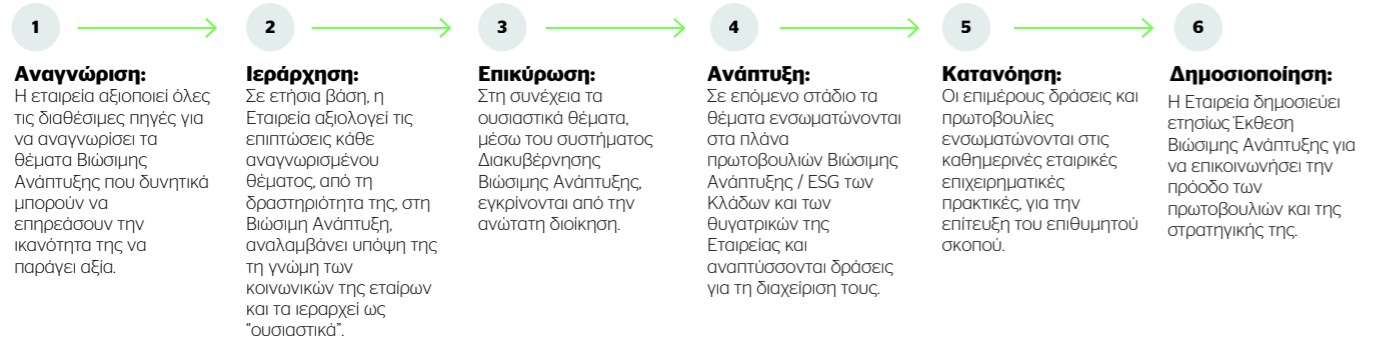 1
Αναγνώριση:
Η εταιρεία αξιοποιεί όλες
τις διαθέσιμες πηγές για
να αναγνωρίσει τα
θέματα Βιώσιμης
Ανάπτυξης που δυνητικά
μπορούν να
επηρεάσουν την
ικανότητα της να
παράγει αξία.
2
Ιεράρχηση:
Σε ετήσια βάση, η
Εταιρεία αξιολογεί τις
επιπτώσεις κάθε
αναγνωρισμένου
θέματος, από τη
δραστηριότητα της, στη
Βιώσιμη Ανάπτυξη,
αναλαμβάνει υπόψη της
τη γνώμη των
κοινωνικών της εταίρων
και τα ιεραρχεί ως
“ουσιαστικά”.
3
Επικύρωση:
Στη συνέχεια τα
ουσιαστικά θέματα,
μέσω του συστήματος
Διακυβέρνησης
Βιώσιμης Ανάπτυξης,
εγκρίνονται από την
ανώτατη διοίκηση.
4
Ανάπτυξη:
Σε επόμενο στάδιο τα
θέματα ενσωματώνονται
στα πλάνα
πρωτοβουλιών Βιώσιμης
Ανάπτυξης / ESG των
Κλάδων και των
θυγατρικών της
Εταιρείας και
αναπτύσσονται δράσεις
για τη διαχείριση τους.
5
Κατανόηση:
Οι επιμέρους δράσεις και
πρωτοβουλίες
ενσωματώνονται στις
καθημερινές εταιρικές
επιχειρηματικές
πρακτικές, για την
επίτευξη του επιθυμητού
σκοπού.
6
Δημοσιοποίηση:
Η Εταιρεία δημοσιεύει
ετησίως Έκθεση
Βιώσιμης Ανάπτυξης για
να επικοινωνήσει την
πρόοδο των
πρωτοβουλιών και της
στρατηγικής της.